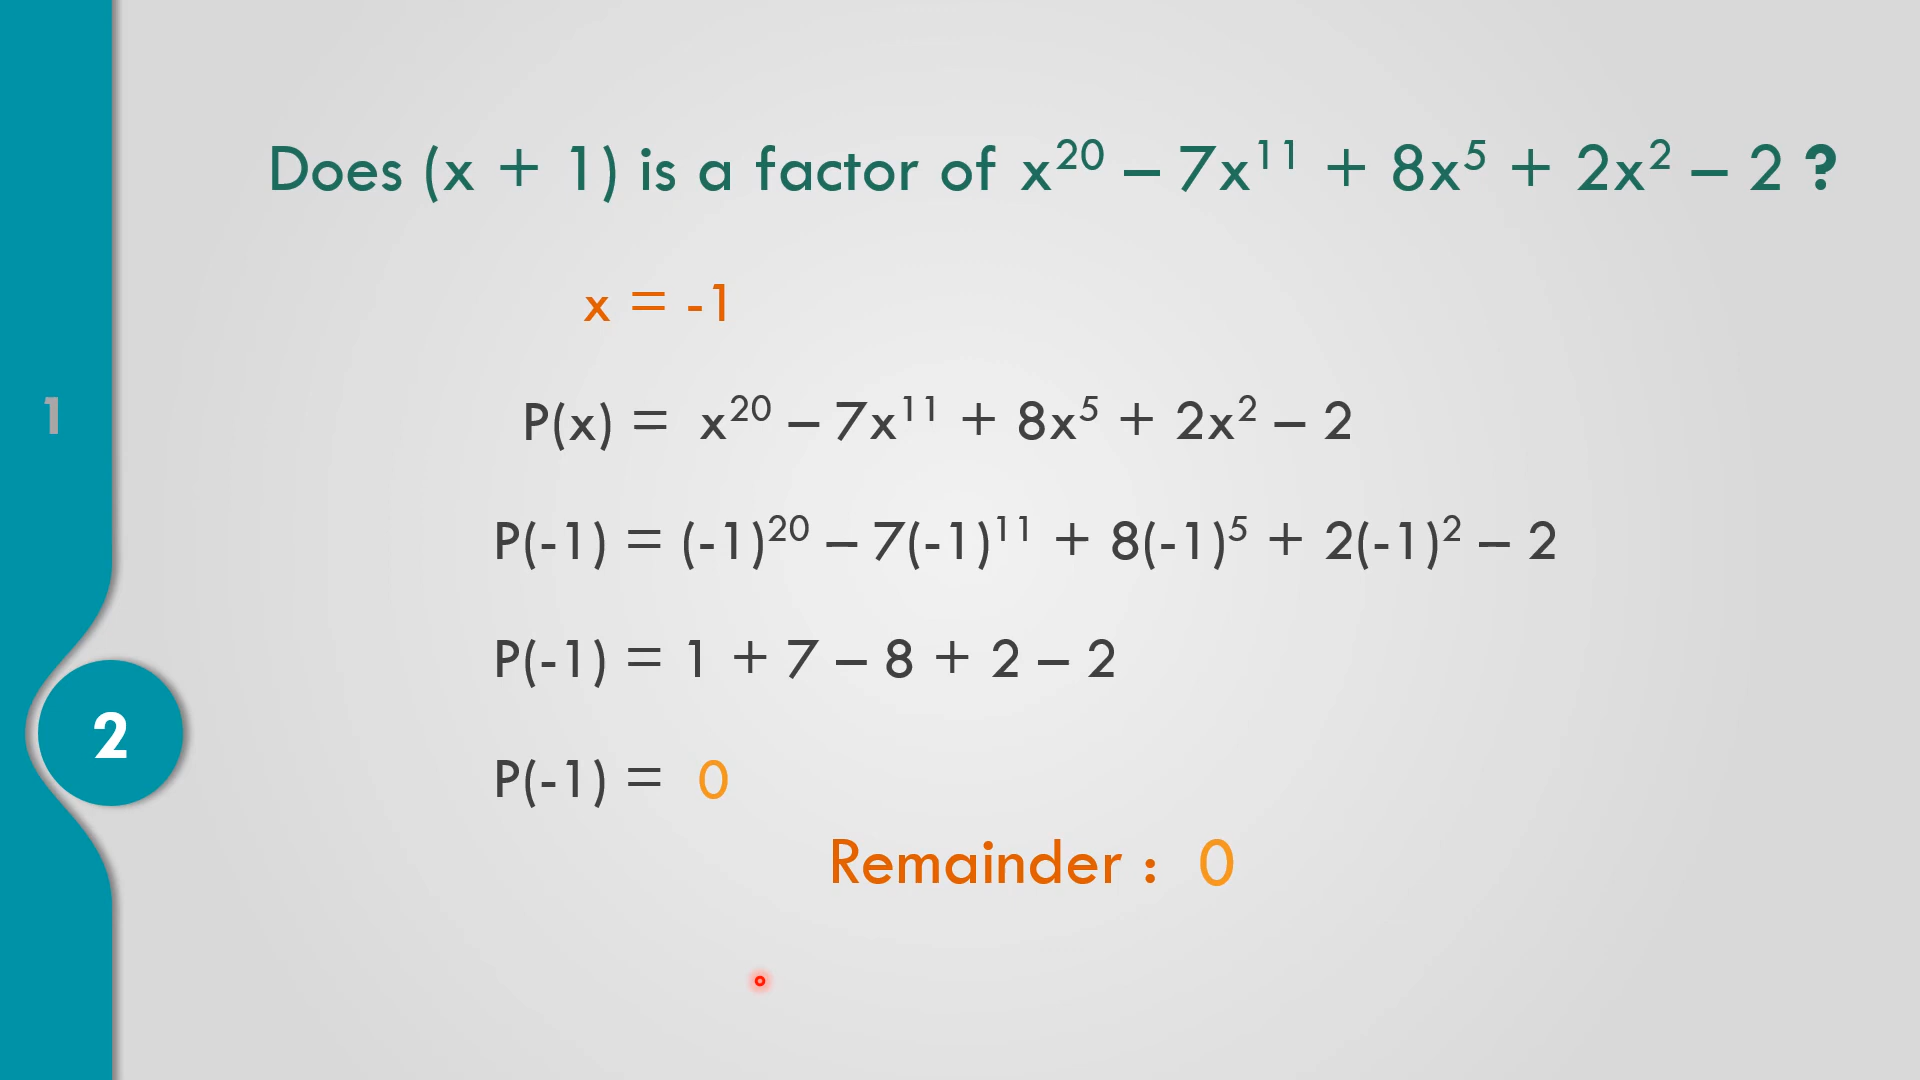 Does (x + 1) is a factor of x²⁰ – 7x¹¹ + 8x⁵ + 2x² – 2 ?
x = -1
1
P(x) = x²⁰ – 7x¹¹ + 8x⁵ + 2x² – 2
P(-1) = (-1)²⁰ – 7(-1)¹¹ + 8(-1)⁵ + 2(-1)² – 2
P(-1) = 1 + 7 – 8 + 2 – 2
2
P(-1) = 0
Remainder : 0